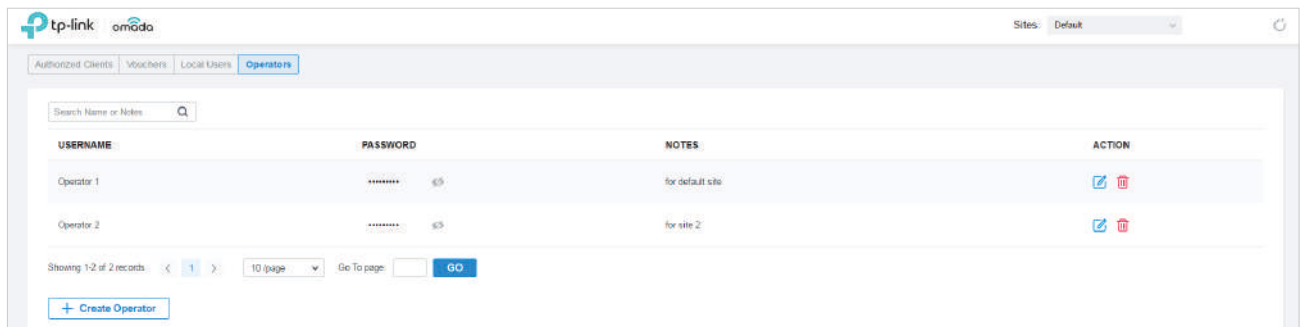 tp-link omada Sites: Default
Authorized Clients Vouchers Local Users Operators
Search Name or Notes
USERNAME PASSWORD NOTES ACTION
Operator 1 ••••••••• for default site
Operator 2 ••••••••• for site 2
Showing 1-2 of 2 records < 1 > 10 /page Go To page: GO
+ Create Operator